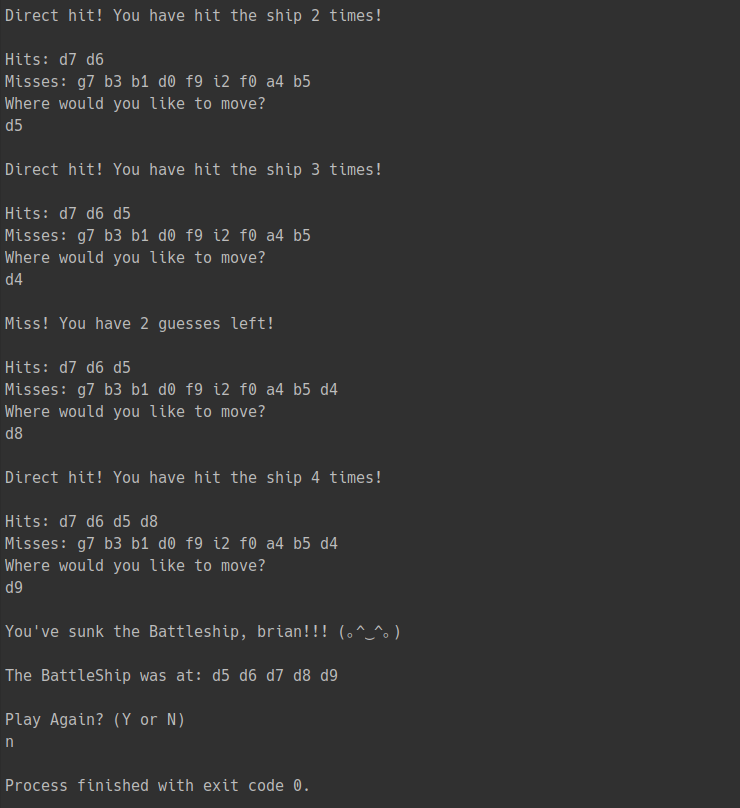 Direct hit! You have hit the ship 2 times!
Hits: d7 d6
Misses: g7 b3 b1 d0 f9 i2 f0 a4 b5
Where would you like to move?
d5
Direct hit! You have hit the ship 3 times!
Hits: d7 d6 d5
Misses: g7 b3 b1 d0 f9 i2 f0 a4 b5
Where would you like to move?
d4
Miss! You have 2 guesses left!
Hits: d7 d6 d5
Misses: g7 b3 b1 d0 f9 i2 f0 a4 b5 d4
Where would you like to move?
d8
Direct hit! You have hit the ship 4 times!
Hits: d7 d6 d5 d8
Misses: g7 b3 b1 d0 f9 i2 f0 a4 b5 d4
Where would you like to move?
d9
You've sunk the Battleship, brian!!! (｡^‿^｡)
The BattleShip was at: d5 d6 d7 d8 d9
Play Again? (Y or N)
n
Process finished with exit code 0.